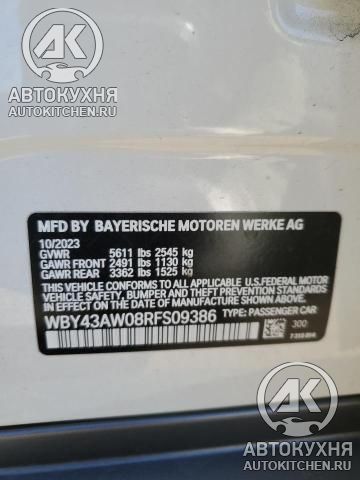 АК
АВТОКУХНЯ
AUTOKITCHEN.RU
MFD BY BAYERISCHE MOTOREN WERKE AG
10/2023
GVWR 5611 lbs 2545 kg
GAWR FRONT 2491 lbs 1130 kg
GAWR REAR 3362 lbs 1525 kg
THIS VEHICLE CONFORMS TO ALL APPLICABLE U.S.FEDERAL MOTOR
VEHICLE SAFETY, BUMPER, AND THEFT PREVENTION STANDARDS
IN EFFECT ON THE DATE OF MANUFACTURE SHOWN ABOVE.
WBY43AW08RFS09386 TYPE: PASSENGER CAR
300
АК
АВТОКУХНЯ
AUTOKITCHEN.RU